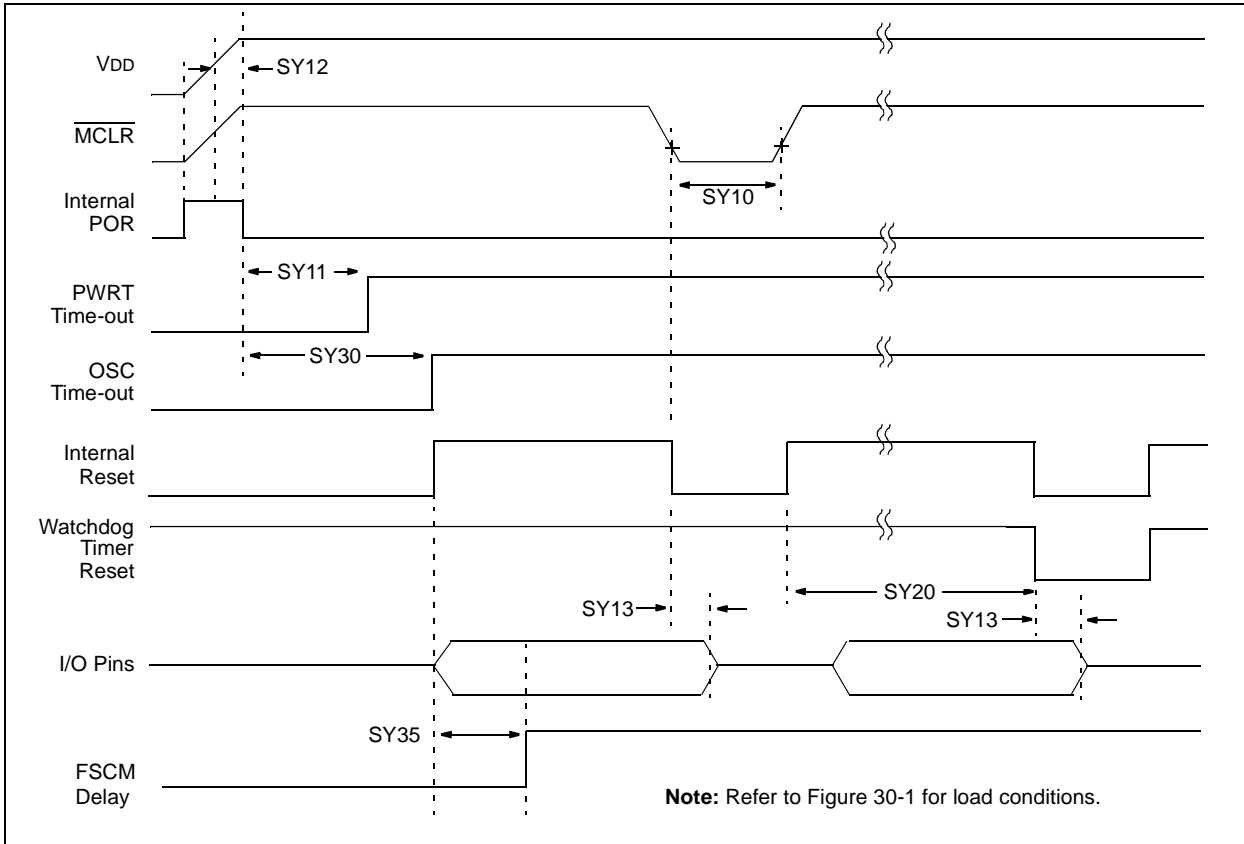 VDD
SY12
MCLR
SY10
Internal
POR
SY11
PWRT
Time-out
SY30
OSC
Time-out
Internal
Reset
Watchdog
Timer
Reset
SY20
SY13
SY13
I/O Pins
SY35
FSCM
Delay
Note: Refer to Figure 30-1 for load conditions.